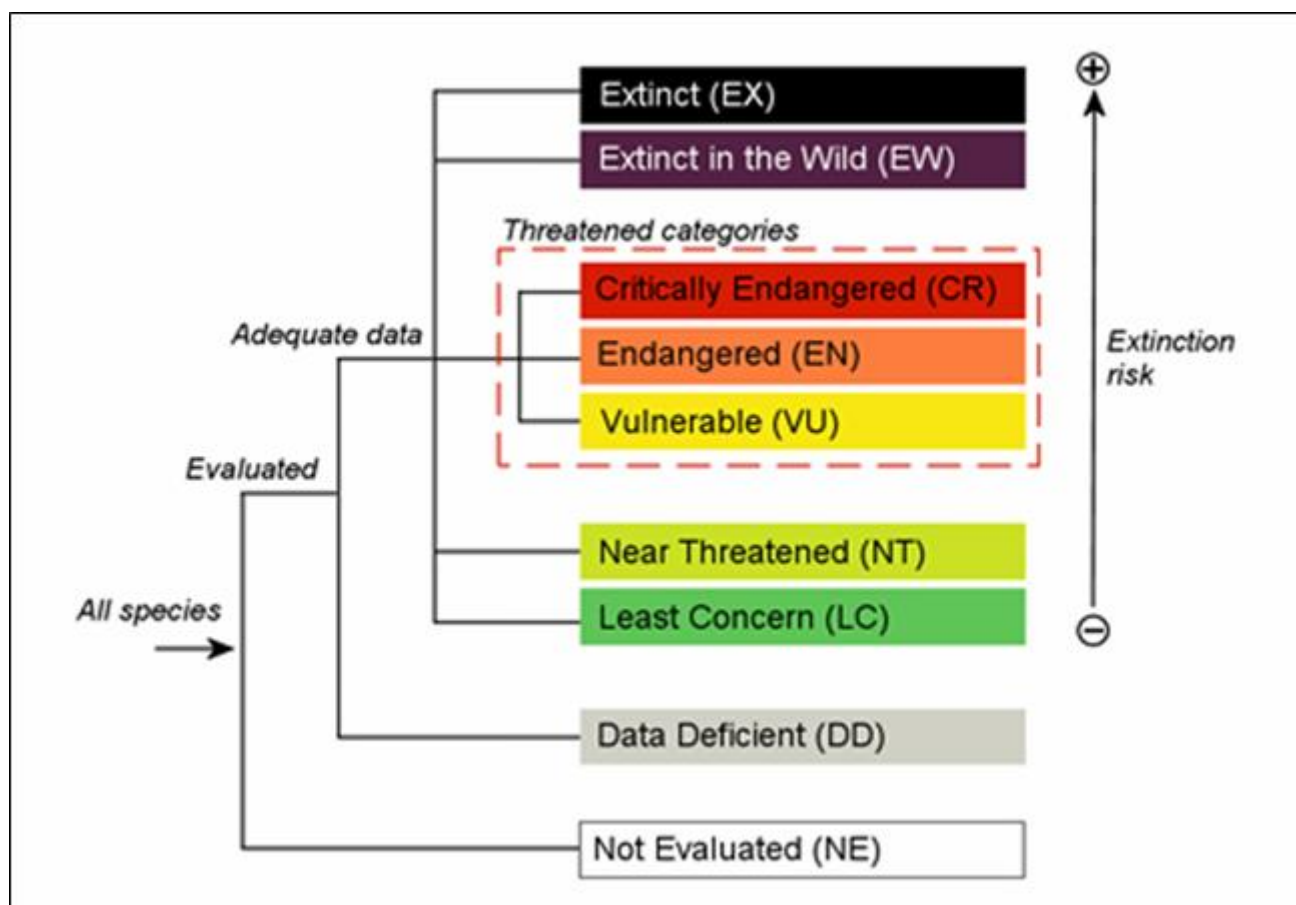 Extinct (EX)
Extinct in the Wild (EW)
Threatened categories
Critically Endangered (CR)
Adequate data
Endangered (EN)
Extinction
risk
Vulnerable (VU)
Evaluated
Near Threatened (NT)
All species
Least Concern (LC)
Data Deficient (DD)
Not Evaluated (NE)